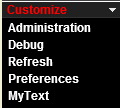 Customize
Administration
Debug
Refresh
Preferences
MyText